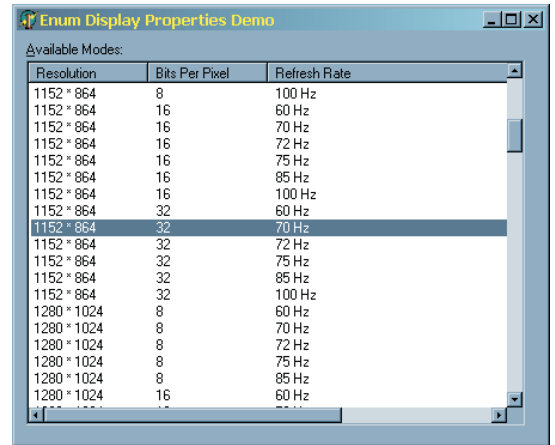 Enum Display Properties Demo
Available Modes:
Resolution Bits Per Pixel Refresh Rate
1152 * 864 8 100 Hz
1152 * 864 16 60 Hz
1152 * 864 16 70 Hz
1152 * 864 16 72 Hz
1152 * 864 16 75 Hz
1152 * 864 16 85 Hz
1152 * 864 16 100 Hz
1152 * 864 32 60 Hz
1152 * 864 32 70 Hz
1152 * 864 32 72 Hz
1152 * 864 32 75 Hz
1152 * 864 32 85 Hz
1152 * 864 32 100 Hz
1280 * 1024 8 60 Hz
1280 * 1024 8 70 Hz
1280 * 1024 8 72 Hz
1280 * 1024 8 75 Hz
1280 * 1024 8 85 Hz
1280 * 1024 16 60 Hz